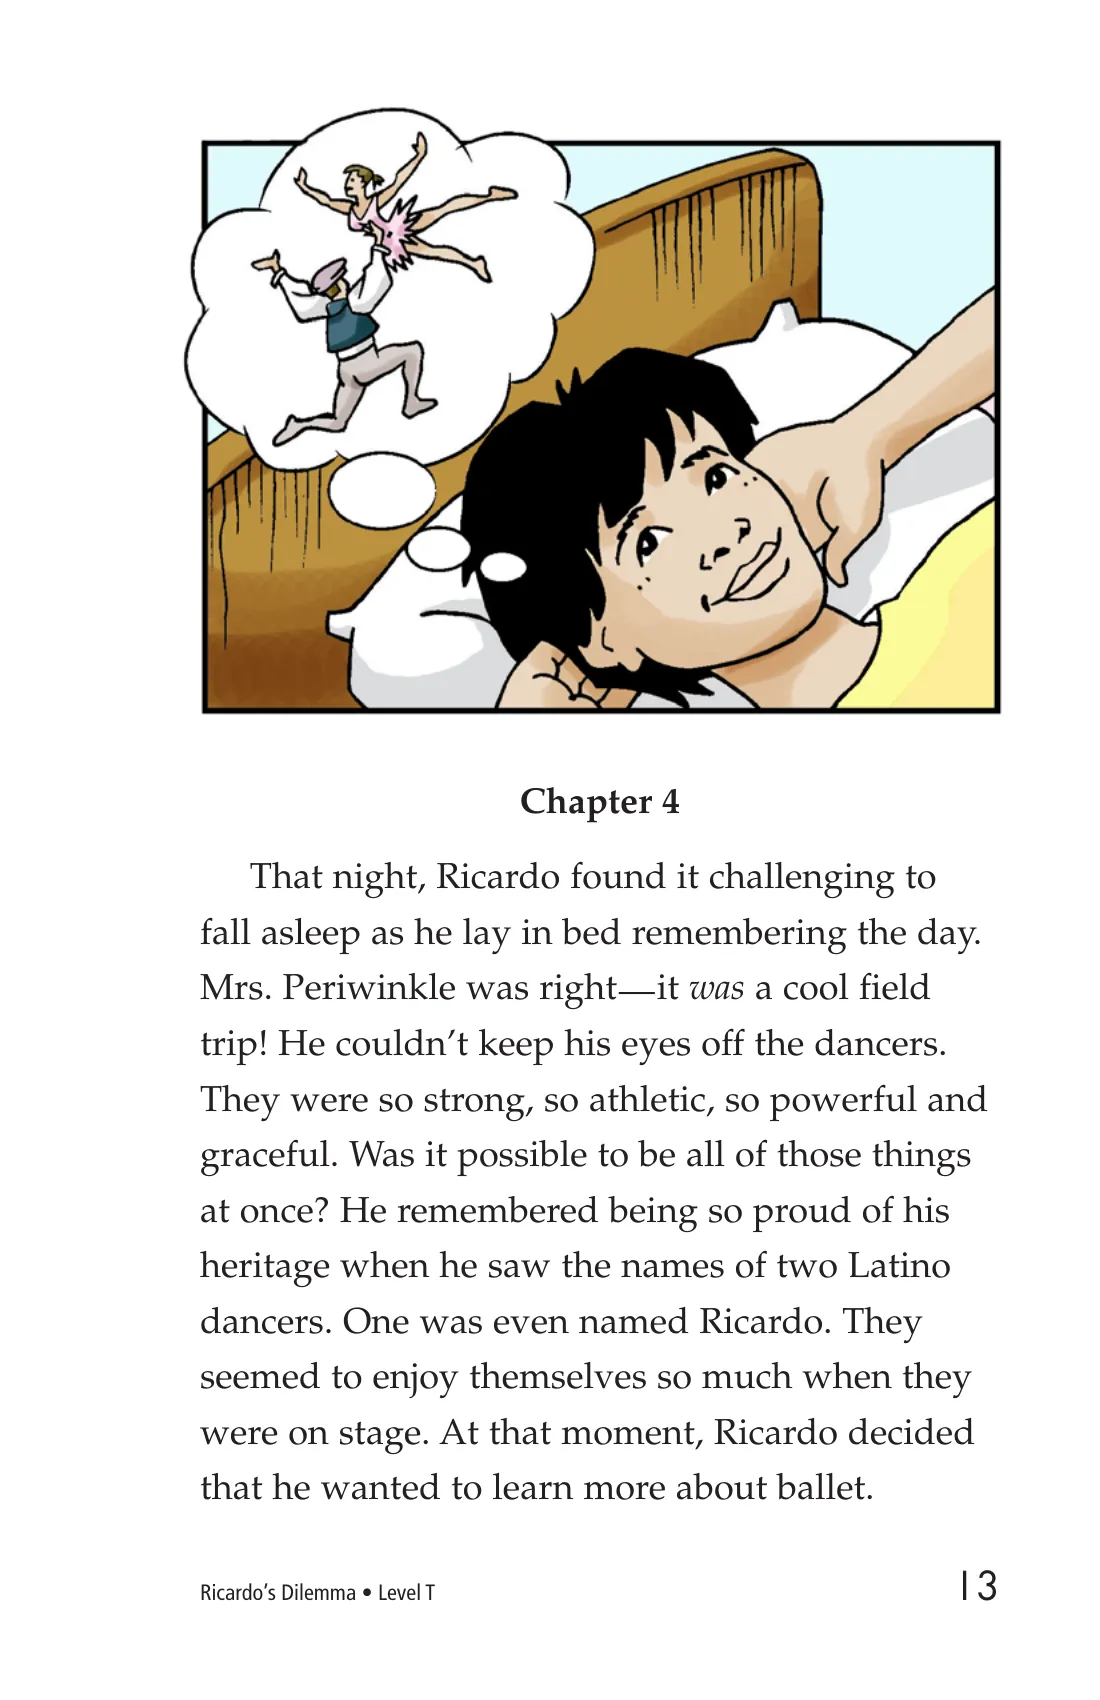 Chapter 4
That night, Ricardo found it challenging to
fall asleep as he lay in bed remembering the day.
Mrs. Periwinkle was right—it was a cool field
trip! He couldn’t keep his eyes off the dancers.
They were so strong, so athletic, so powerful and
graceful. Was it possible to be all of those things
at once? He remembered being so proud of his
heritage when he saw the names of two Latino
dancers. One was even named Ricardo. They
seemed to enjoy themselves so much when they
were on stage. At that moment, Ricardo decided
that he wanted to learn more about ballet.
Ricardo’s Dilemma • Level T 13